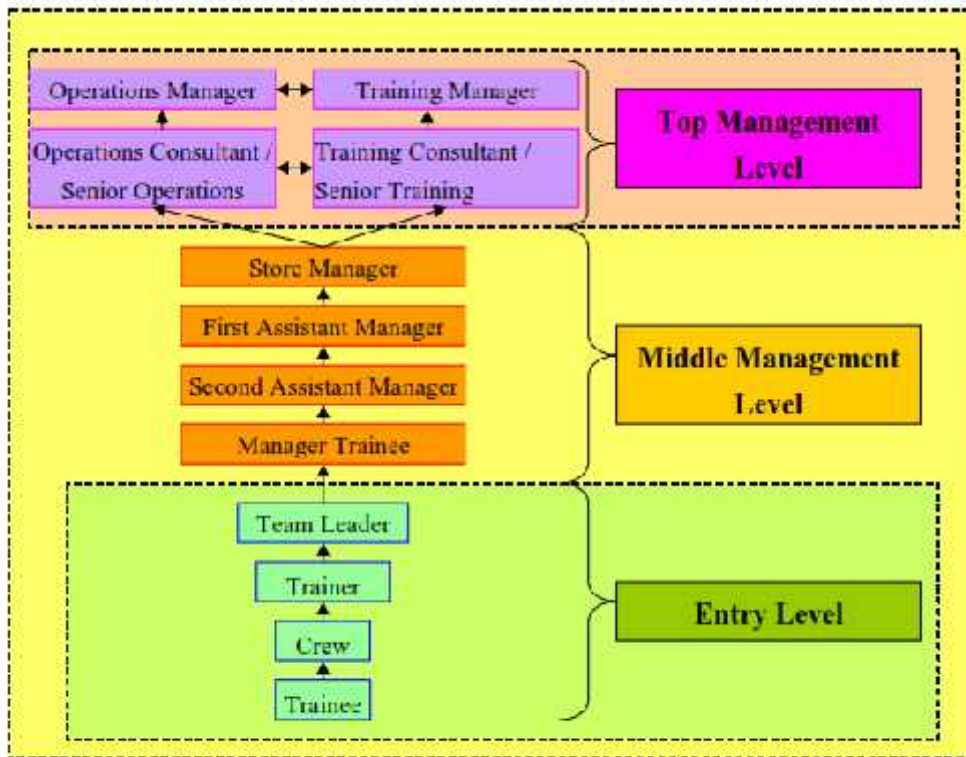 Operations Manager
Training Manager
Top Management
Level
Operations Consultant /
Senior Operations
Training Consultant /
Senior Training
Store Manager
First Assistant Manager
Second Assistant Manager
Manager Trainee
Middle Management
Level
Team Leader
Trainer
Crew
Trainee
Entry Level